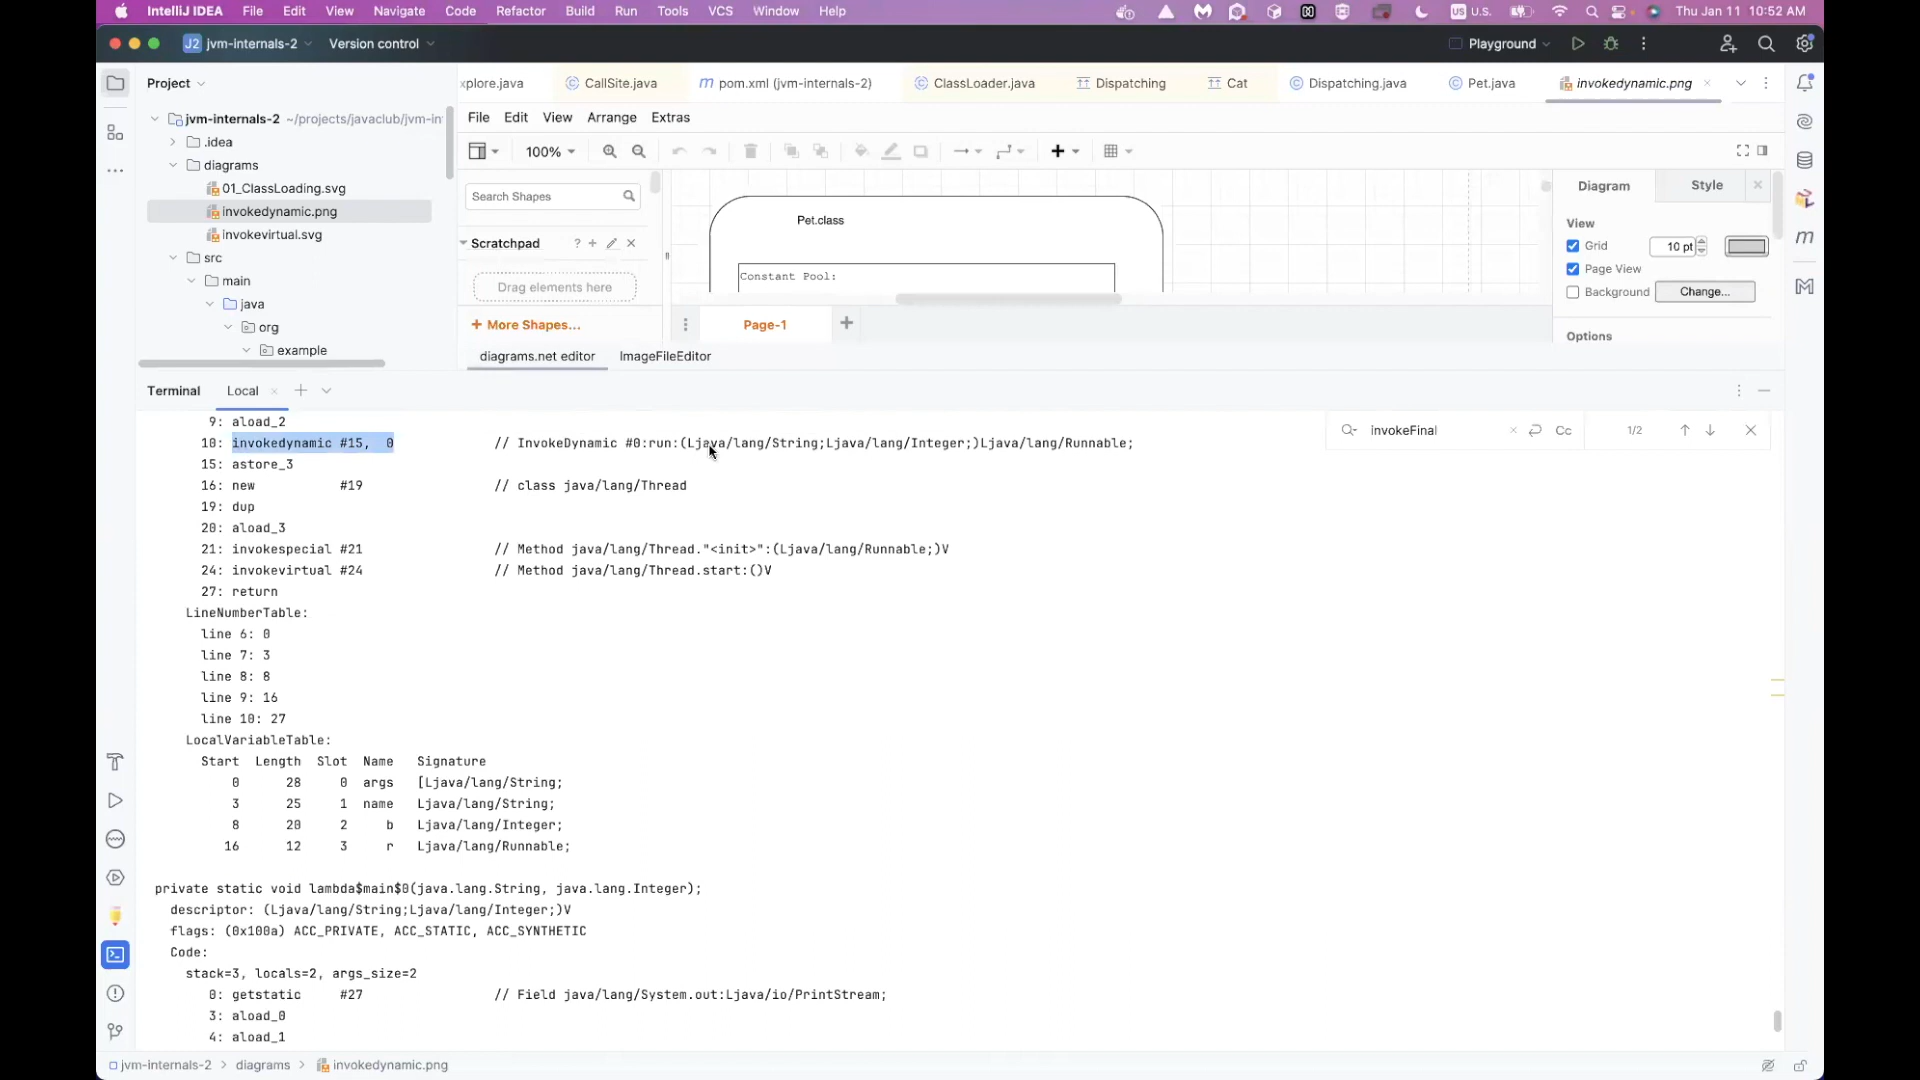 IntelliJ IDEA File Edit View Navigate Code Refactor Build Run Tools VCS Window Help U.S. Thu Jan 11 10:52 AM
J2 jvm-internals-2 Version control Playground
Project
xplore.java CallSite.java pom.xml (jvm-internals-2) ClassLoader.java Dispatching Cat Dispatching.java Pet.java invokedynamic.png
jvm-internals-2 ~/projects/javaclub/jvm-in
.idea
diagrams
01_ClassLoading.svg
invokedynamic.png
invokevirtual.svg
src
main
java
org
example
File Edit View Arrange Extras
100%
Search Shapes
Scratchpad ?
Drag elements here
+ More Shapes...
Pet.class
Constant Pool:
Page-1
diagrams.net editor ImageFileEditor
Diagram Style
View
Grid 10 pt
Page View
Background Change...
Options
Terminal Local
invokeFinal Cc 1/2
9: aload_2
10: invokedynamic #15, 0 // InvokeDynamic #0:run:(Ljava/lang/String;Ljava/lang/Integer;)Ljava/lang/Runnable;
15: astore_3
16: new #19 // class java/lang/Thread
19: dup
20: aload_3
21: invokespecial #21 // Method java/lang/Thread."<init>":(Ljava/lang/Runnable;)V
24: invokevirtual #24 // Method java/lang/Thread.start:()V
27: return
LineNumberTable:
line 6: 0
line 7: 3
line 8: 8
line 9: 16
line 10: 27
LocalVariableTable:
Start Length Slot Name Signature
0 28 0 args [Ljava/lang/String;
3 25 1 name Ljava/lang/String;
8 20 2 b Ljava/lang/Integer;
16 12 3 r Ljava/lang/Runnable;
private static void lambda$main$0(java.lang.String, java.lang.Integer);
descriptor: (Ljava/lang/String;Ljava/lang/Integer;)V
flags: (0x100a) ACC_PRIVATE, ACC_STATIC, ACC_SYNTHETIC
Code:
stack=3, locals=2, args_size=2
0: getstatic #27 // Field java/lang/System.out:Ljava/io/PrintStream;
3: aload_0
4: aload_1
jvm-internals-2 > diagrams > invokedynamic.png